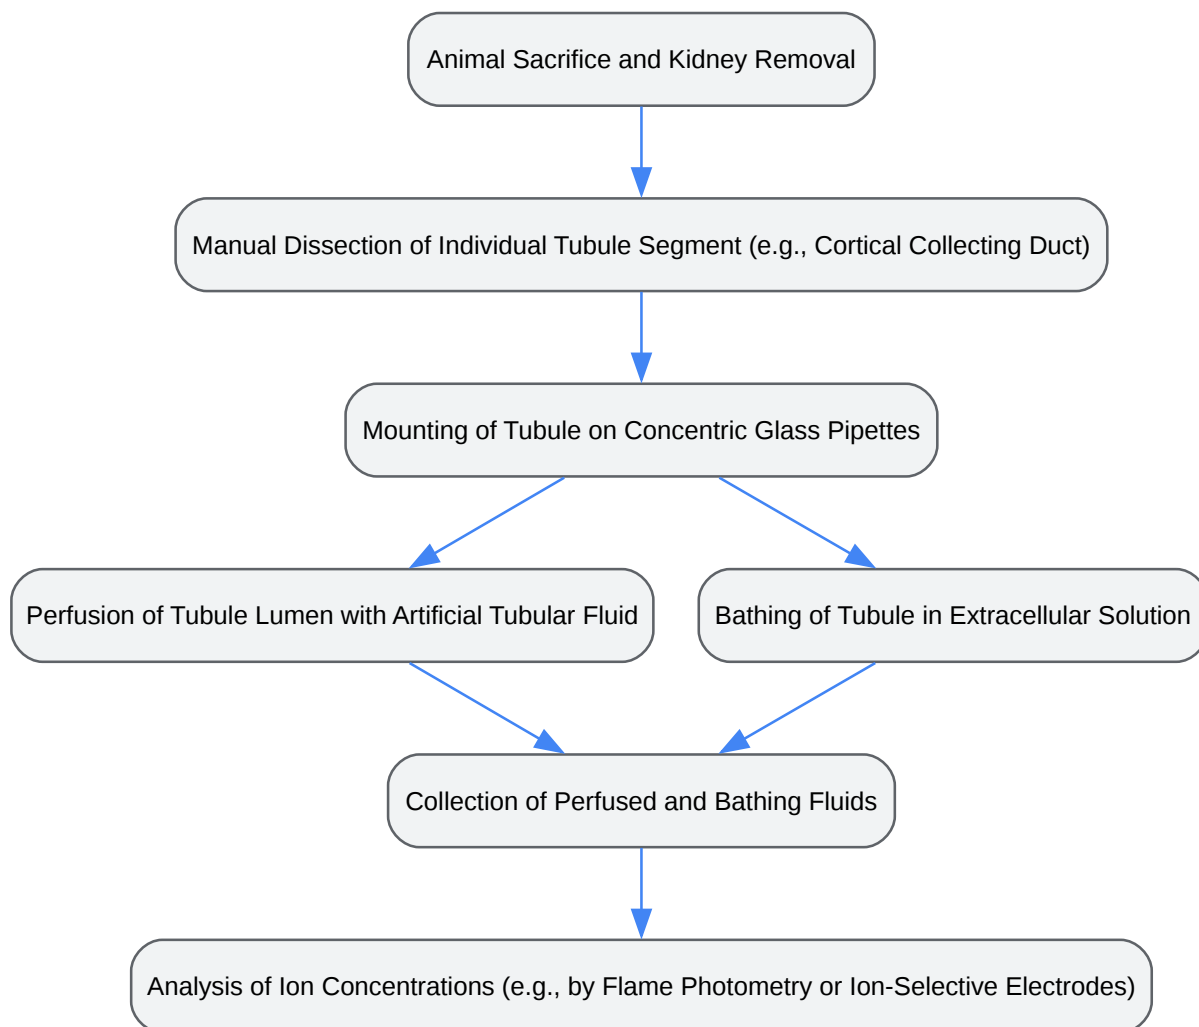 Animal Sacrifice and Kidney Removal
Manual Dissection of Individual Tubule Segment (e.g., Cortical Collecting Duct)
Mounting of Tubule on Concentric Glass Pipettes
Perfusion of Tubule Lumen with Artificial Tubular Fluid
Bathing of Tubule in Extracellular Solution
Collection of Perfused and Bathing Fluids
Analysis of Ion Concentrations (e.g., by Flame Photometry or Ion-Selective Electrodes)